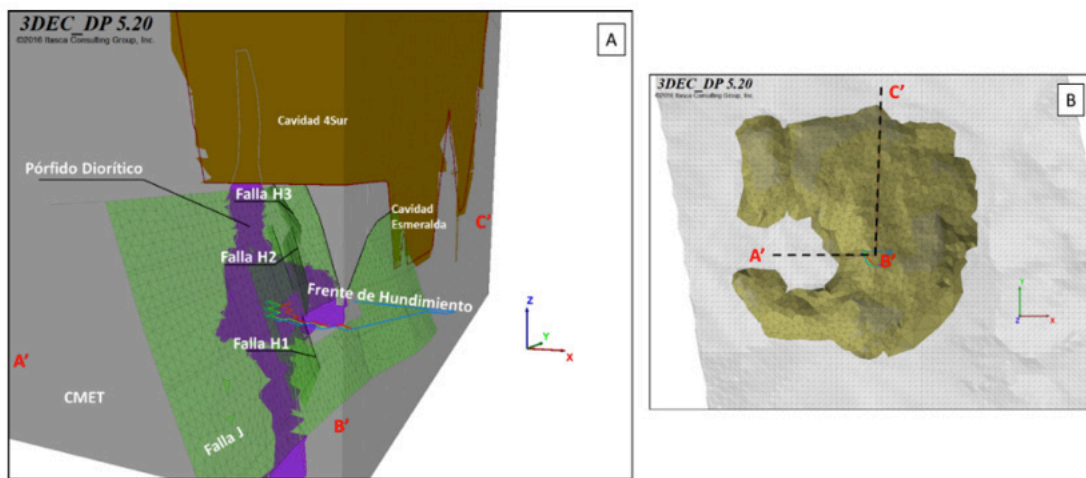 3DEC_DP 5.20
©2016 Itasca Consulting Group, Inc.
A
Cavidad 4Sur
Pórfido Diorítico
Falla H3
Cavidad
Esmeralda
C'
Falla H2
Frente de Hundimiento
Falla H1
A'
CMET
Falla J
B'
Z
Y
X
3DEC_DP 5.20
©2016 Itasca Consulting Group, Inc.
B
C'
A'
B'
Y
Z
X